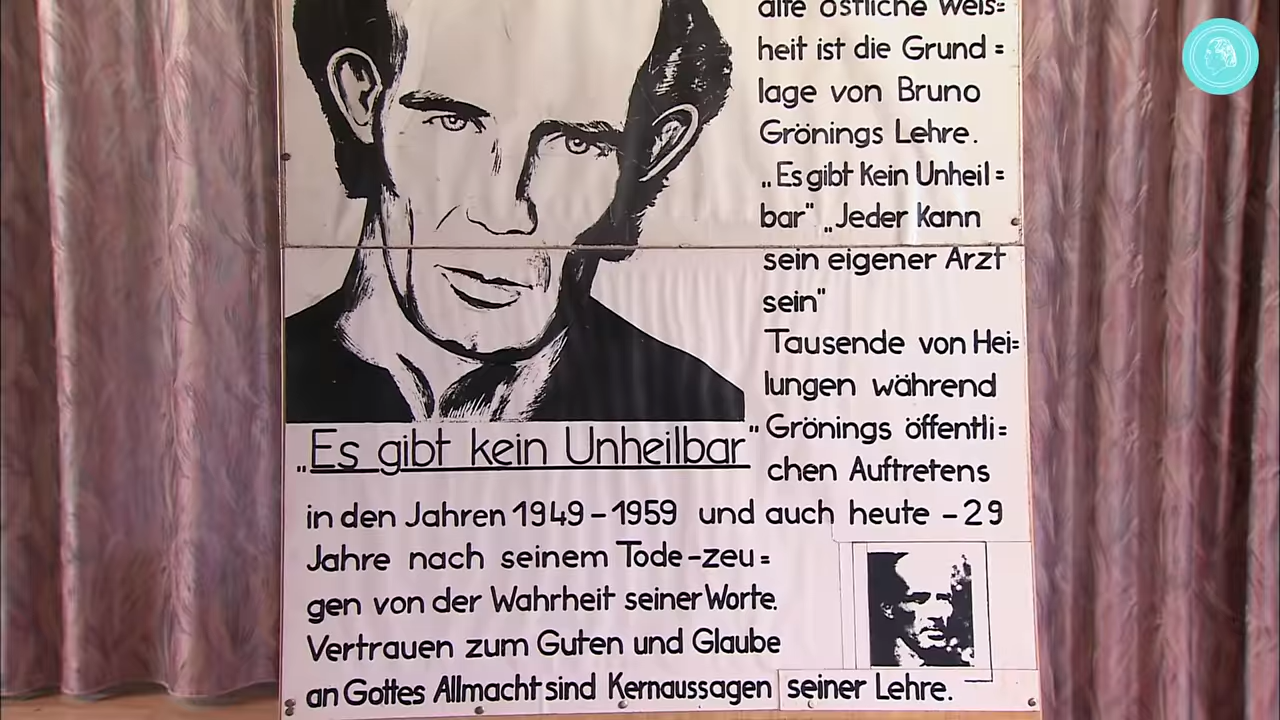 alte östliche Weis=
heit ist die Grund=
lage von Bruno
Grönings Lehre.
„Es gibt Kein Unheil=
bar" „Jeder kann
sein eigener Arzt
sein"
Tausende von Hei=
lungen während
Grönings öffentli=
chen Auftretens
„Es gibt kein Unheilbar"
in den Jahren 1949-1959 und auch heute -29
Jahre nach seinem Tode-zeu=
gen von der Wahrheit seiner Worte.
Vertrauen zum Guten und Glaube
an Gottes Allmacht sind Kernaussagen seiner Lehre.